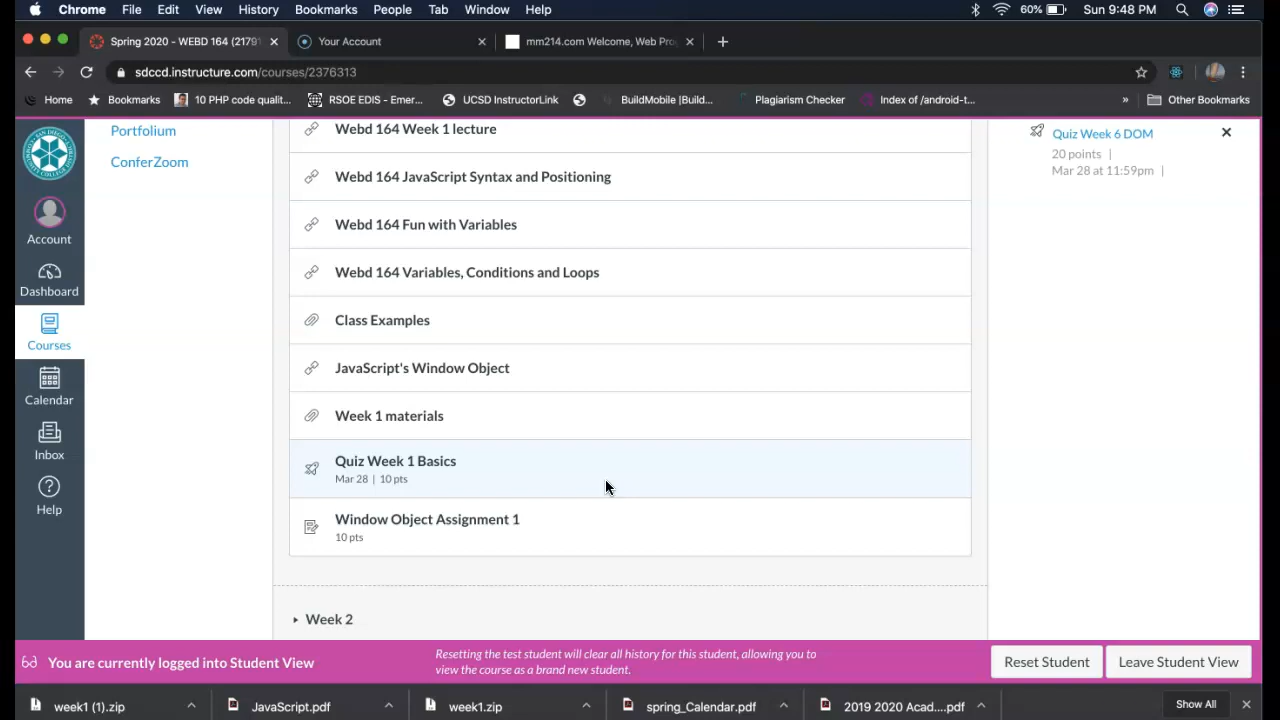 Chrome File Edit View History Bookmarks People Tab Window Help 60% Sun 9:48 PM
Spring 2020 - WEBD 164 (21791 Your Account mm214.com Welcome, Web Pro
sdccd.instructure.com/courses/2376313
Home Bookmarks 10 PHP code qualit... RSOE EDIS - Emer... UCSD InstructorLink BuildMobile |Build... Plagiarism Checker Index of /android-t... » Other Bookmarks
Portfolium
ConferZoom
Account
Dashboard
Courses
Calendar
Inbox
Help
Webd 164 Week 1 lecture
Webd 164 JavaScript Syntax and Positioning
Webd 164 Fun with Variables
Webd 164 Variables, Conditions and Loops
Class Examples
JavaScript's Window Object
Week 1 materials
Quiz Week 1 Basics
Mar 28 | 10 pts
Window Object Assignment 1
10 pts
Week 2
Quiz Week 6 DOM
20 points |
Mar 28 at 11:59pm |
You are currently logged into Student View
Resetting the test student will clear all history for this student, allowing you to
view the course as a brand new student.
Reset Student Leave Student View
week1 (1).zip JavaScript.pdf week1.zip spring_Calendar.pdf 2019 2020 Acad....pdf Show All